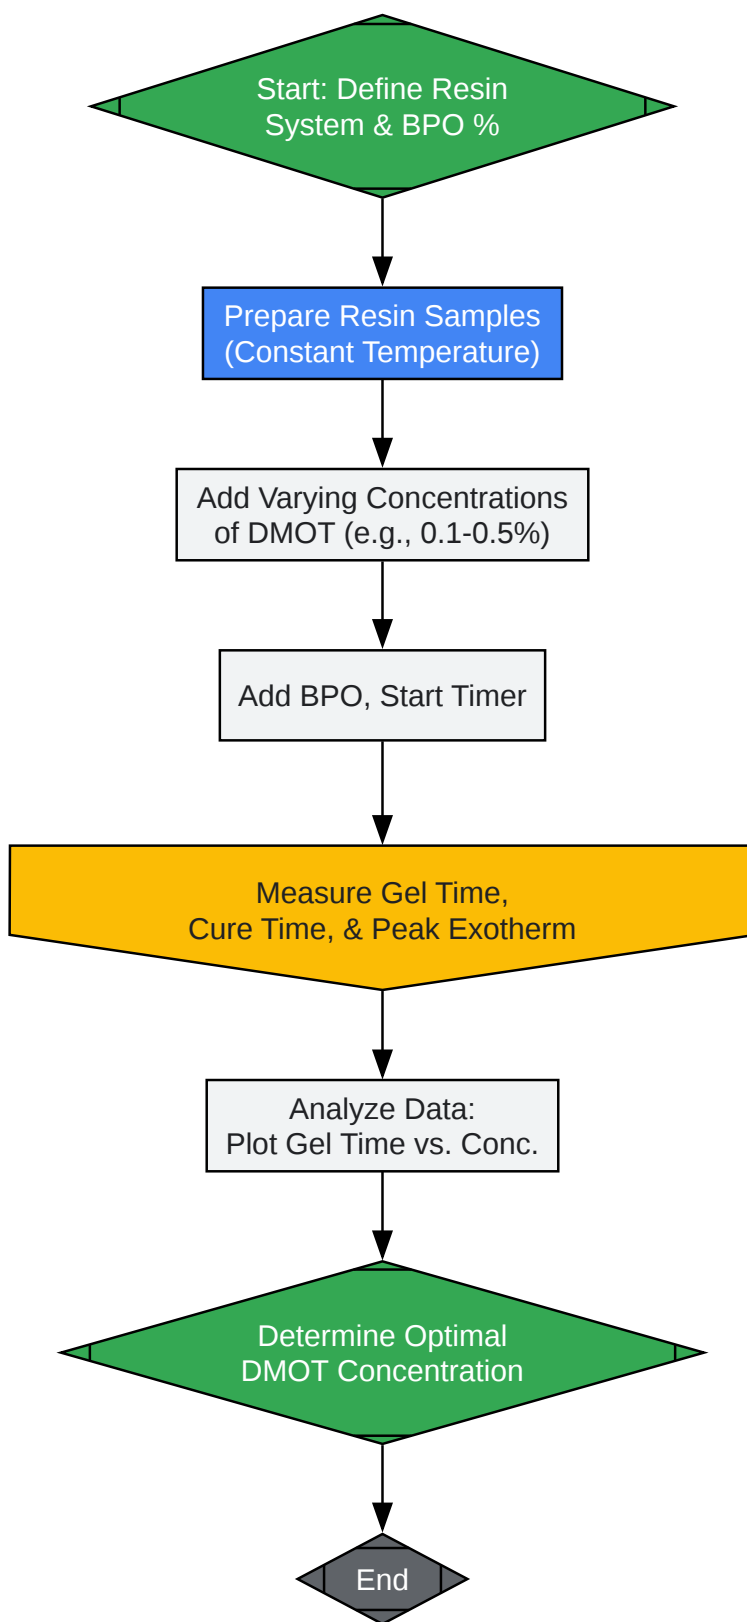 Start: Define Resin
System & BPO %
Prepare Resin Samples
(Constant Temperature)
Add Varying Concentrations
of DMOT (e.g., 0.1-0.5%)
Add BPO, Start Timer
Measure Gel Time,
Cure Time, & Peak Exotherm
Analyze Data:
Plot Gel Time vs. Conc.
Determine Optimal
DMOT Concentration
End